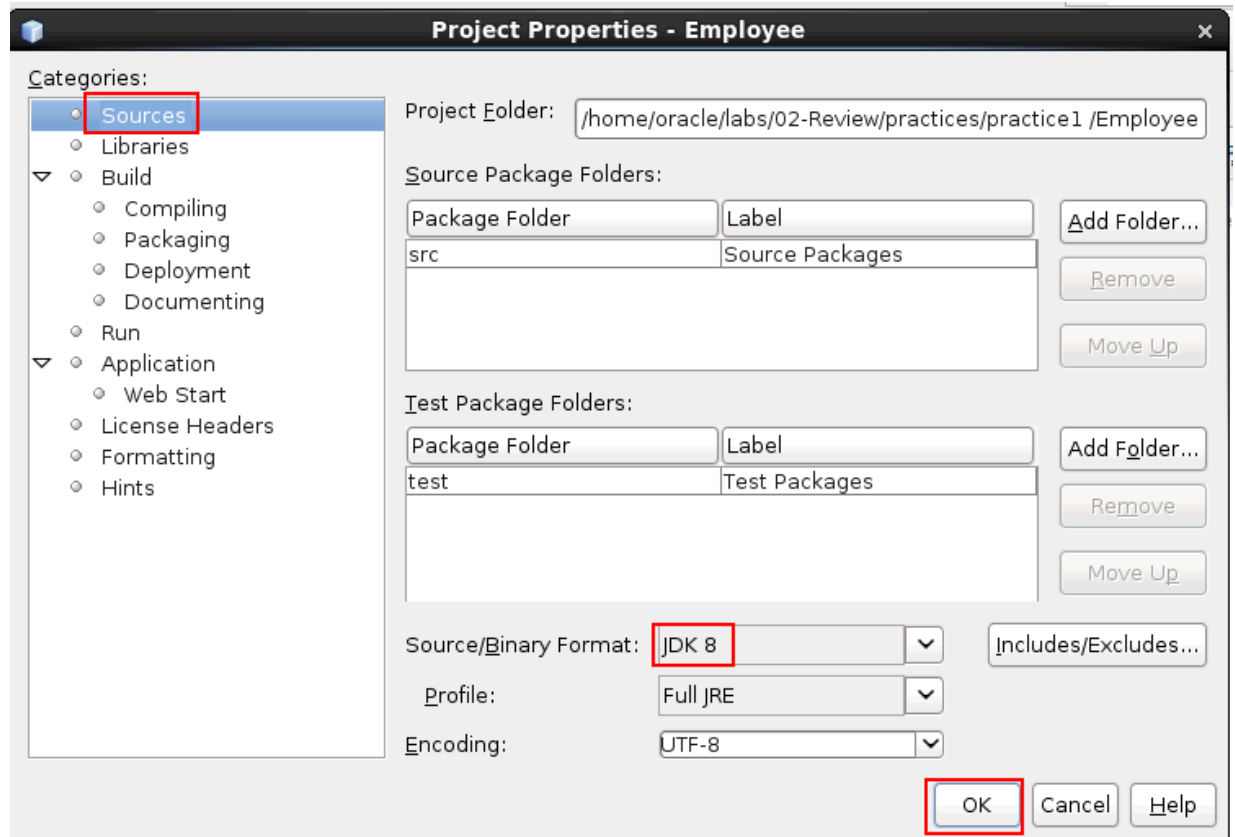 Project Properties - Employee
Categories:
Sources
Libraries
Build
Compiling
Packaging
Deployment
Documenting
Run
Application
Web Start
License Headers
Formatting
Hints
Project Folder: /home/oracle/labs/02-Review/practices/practice1 /Employee
Source Package Folders:
Package Folder Label
src Source Packages
Add Folder...
Remove
Move Up
Test Package Folders:
Package Folder Label
test Test Packages
Add Folder...
Remove
Move Up
Source/Binary Format: JDK 8 Includes/Excludes...
Profile: Full JRE
Encoding: UTF-8
OK Cancel Help